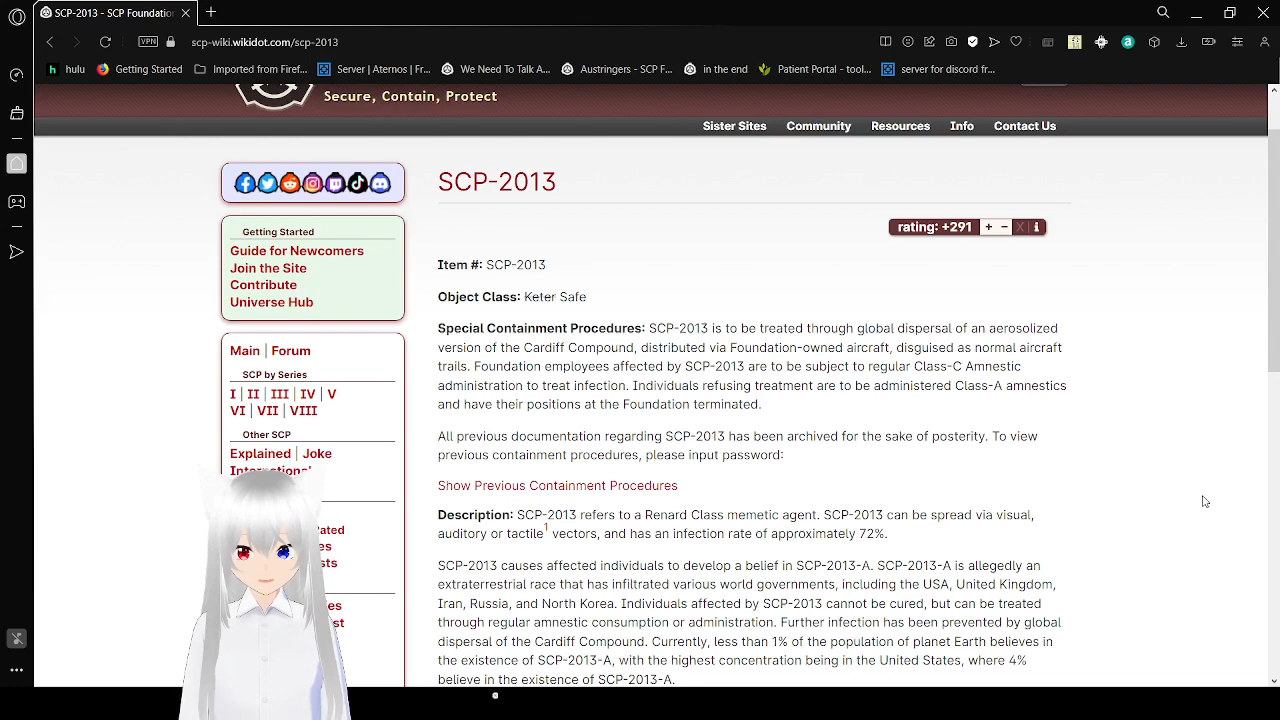 SCP-2013 - SCP Foundation
scp-wiki.wikidot.com/scp-2013
VPN
hulu
Getting Started
Imported from Firef...
Server | Aternos | Fr...
We Need To Talk A...
Austringers - SCP F...
in the end
Patient Portal - tool...
server for discord fr...
Secure, Contain, Protect
Sister Sites
Community
Resources
Info
Contact Us
SCP-2013
rating: +291 + − X i
Getting Started
Guide for Newcomers
Join the Site
Contribute
Universe Hub
Main | Forum
SCP by Series
I | II | III | IV | V
VI | VII | VIII
Other SCP
Explained | Joke
International
Item #: SCP-2013
Object Class: Keter Safe
Special Containment Procedures: SCP-2013 is to be treated through global dispersal of an aerosolized
version of the Cardiff Compound, distributed via Foundation-owned aircraft, disguised as normal aircraft
trails. Foundation employees affected by SCP-2013 are to be subject to regular Class-C Amnestic
administration to treat infection. Individuals refusing treatment are to be administered Class-A amnestics
and have their positions at the Foundation terminated.
All previous documentation regarding SCP-2013 has been archived for the sake of posterity. To view
previous containment procedures, please input password:
Show Previous Containment Procedures
Description: SCP-2013 refers to a Renard Class memetic agent. SCP-2013 can be spread via visual,
auditory or tactile1 vectors, and has an infection rate of approximately 72%.
SCP-2013 causes affected individuals to develop a belief in SCP-2013-A. SCP-2013-A is allegedly an
extraterrestrial race that has infiltrated various world governments, including the USA, United Kingdom,
Iran, Russia, and North Korea. Individuals affected by SCP-2013 cannot be cured, but can be treated
through regular amnestic consumption or administration. Further infection has been prevented by global
dispersal of the Cardiff Compound. Currently, less than 1% of the population of planet Earth believes in
the existence of SCP-2013-A, with the highest concentration being in the United States, where 4%
believe in the existence of SCP-2013-A.